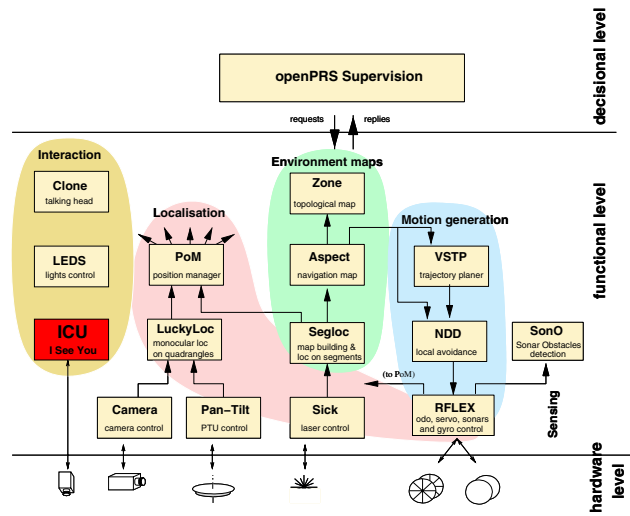 openPRS Supervision
decisional level
requests
replies
Interaction
Environment maps
Clone
talking head
Zone
topological map
Localisation
Motion generation
functional level
LEDS
lights control
PoM
position manager
Aspect
navigation map
VSTP
trajectory planer
ICU
I See You
LuckyLoc
monocular loc
on quadrangles
Segloc
map building &
loc on segments
NDD
local avoidance
SonO
Sonar Obstacles
detection
(to PoM)
Sensing
Camera
camera control
Pan-Tilt
PTU control
Sick
laser control
RFLEX
odo, servo, sonars
and gyro control
hardware
level